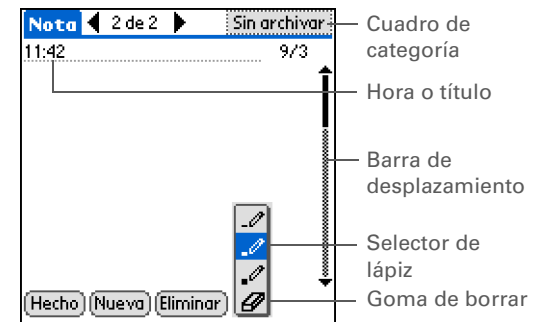 Nota 2 de 2 Sin archivar
11:42 9/3
Hecho Nueva Eliminar
Cuadro de
categoría
Hora o título
Barra de
desplazamiento
Selector de
lápiz
Goma de borrar